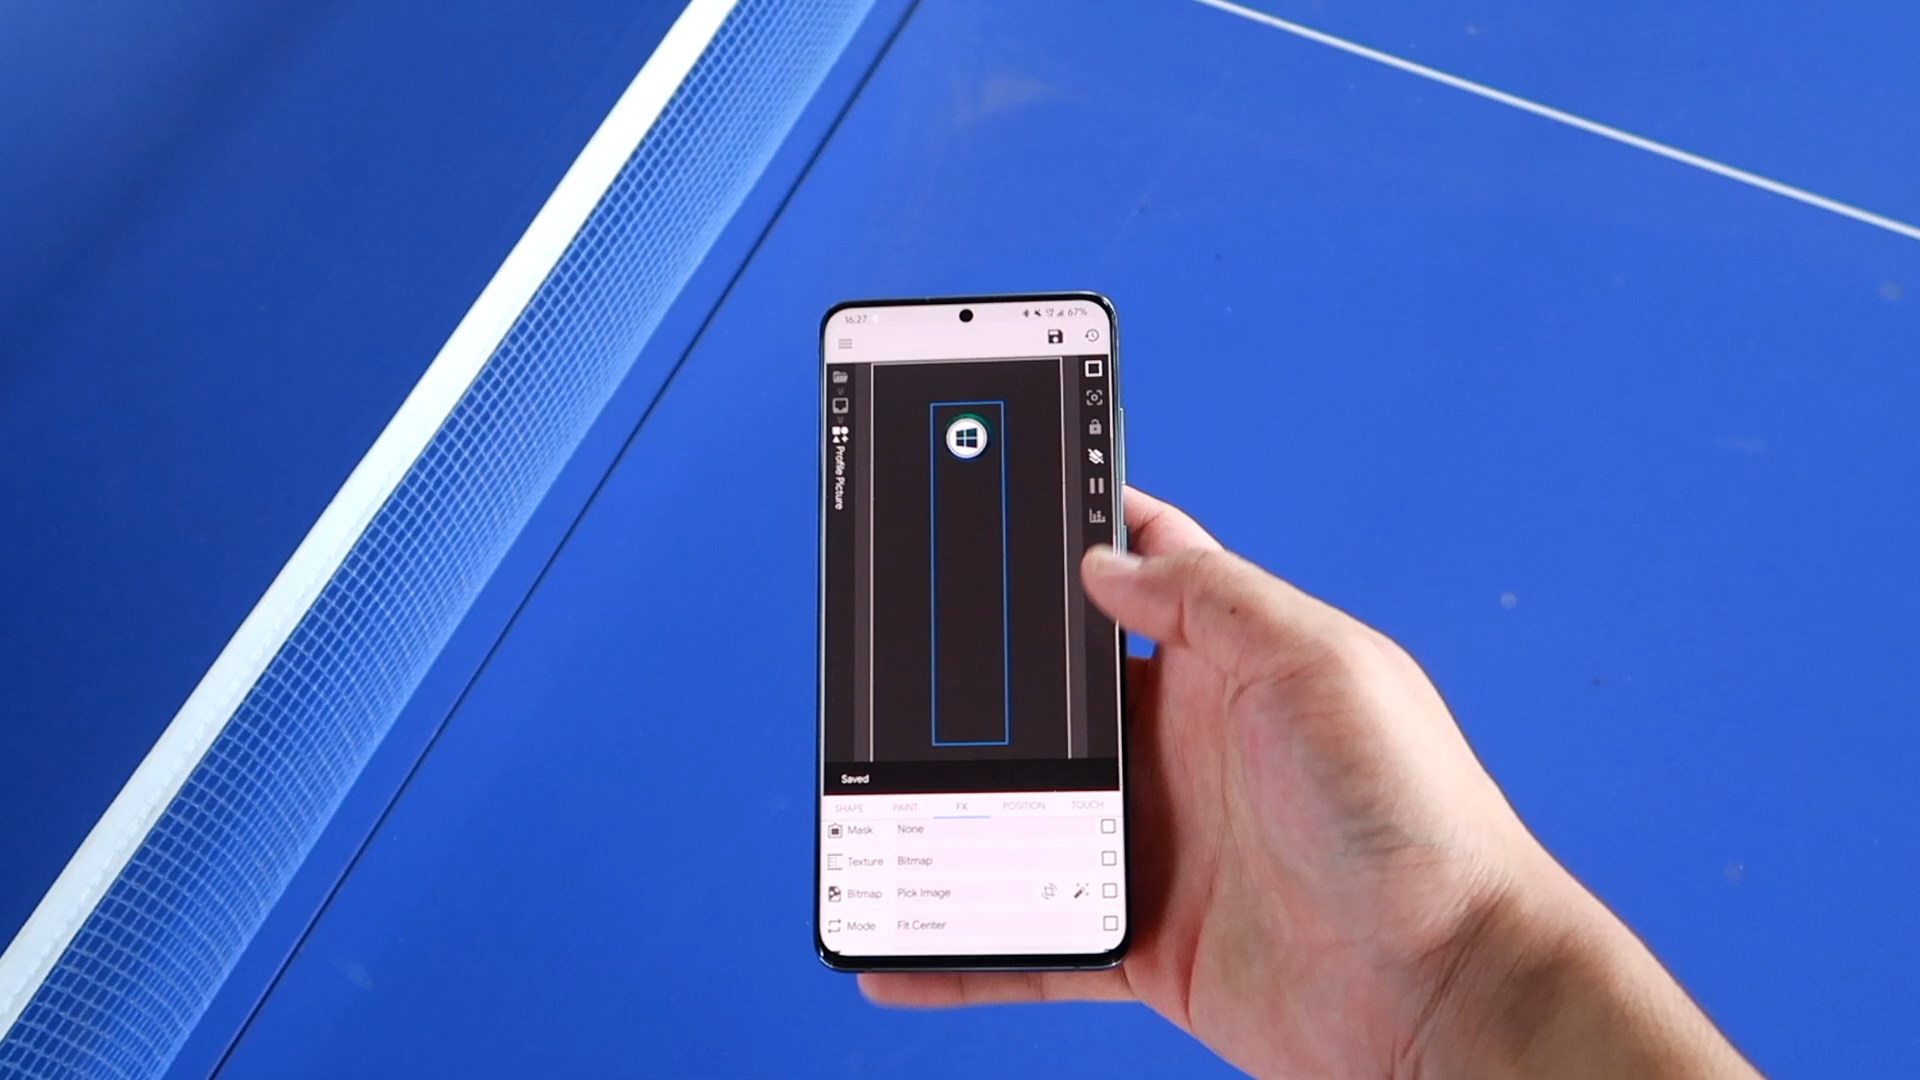 16:27
67%
Profile Picture
Saved
SHAPE PAINT FX POSITION TOUCH
Mask None
Texture Bitmap
Bitmap Pick Image
Mode Fit Center